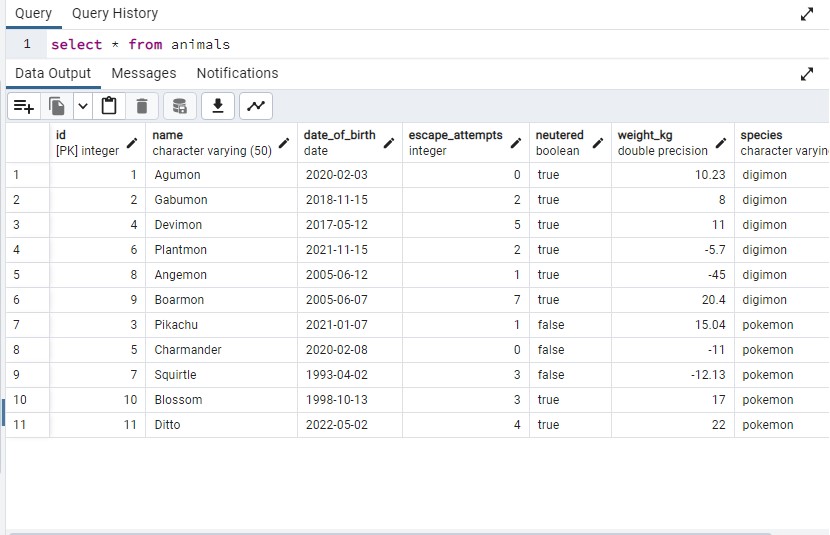 Query Query History
1 select * from animals
Data Output Messages Notifications
id name date_of_birth escape_attempts neutered weight_kg species
[PK] integer character varying (50) date integer boolean double precision character varyin
1 1 Agumon 2020-02-03 0 true 10.23 digimon
2 2 Gabumon 2018-11-15 2 true 8 digimon
3 4 Devimon 2017-05-12 5 true 11 digimon
4 6 Plantmon 2021-11-15 2 true -5.7 digimon
5 8 Angemon 2005-06-12 1 true -45 digimon
6 9 Boarmon 2005-06-07 7 true 20.4 digimon
7 3 Pikachu 2021-01-07 1 false 15.04 pokemon
8 5 Charmander 2020-02-08 0 false -11 pokemon
9 7 Squirtle 1993-04-02 3 false -12.13 pokemon
10 10 Blossom 1998-10-13 3 true 17 pokemon
11 11 Ditto 2022-05-02 4 true 22 pokemon